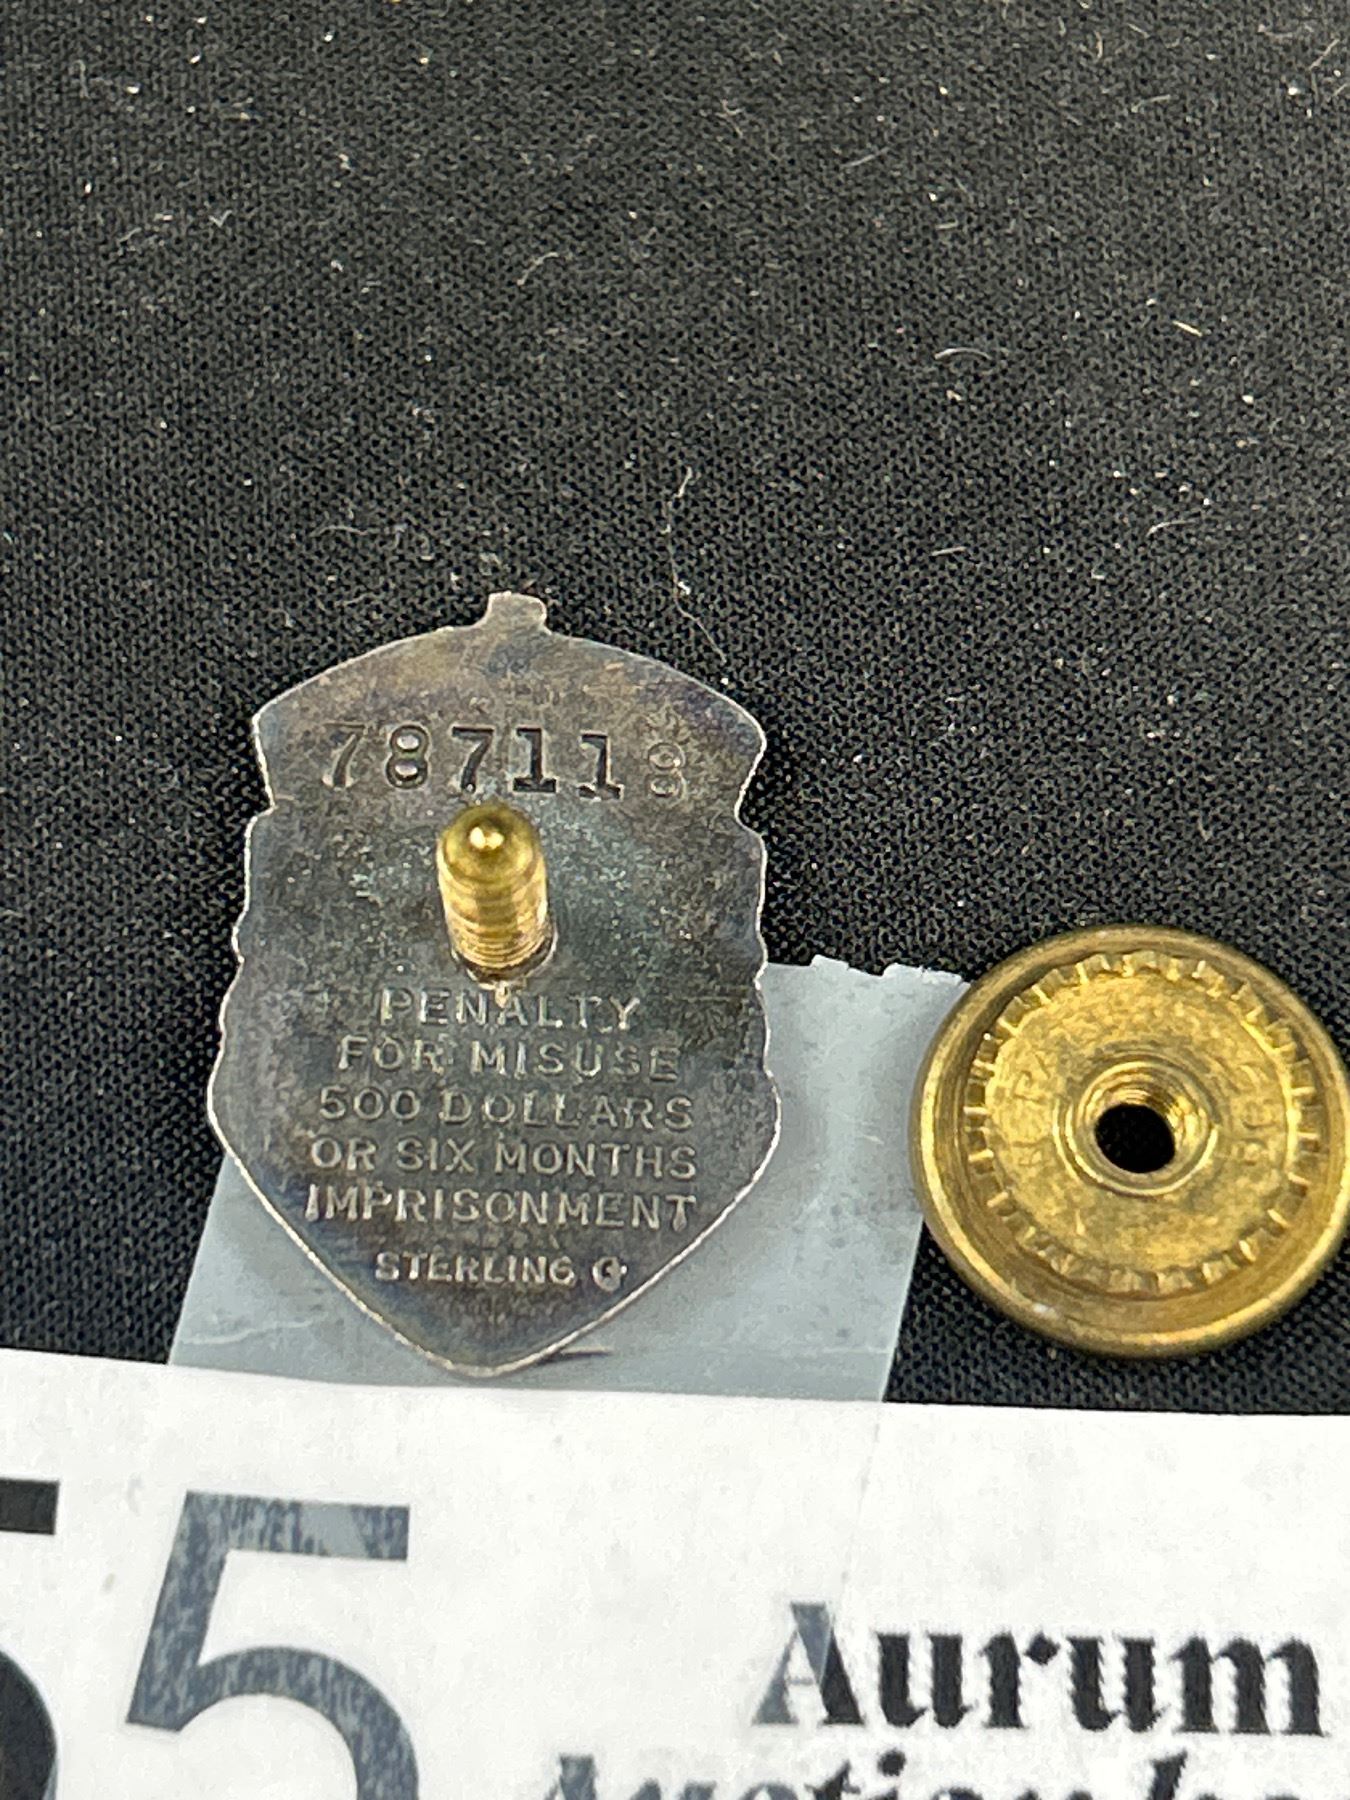 787118
PENALTY
FOR MISUSE
500 DOLLARS
OR SIX MONTHS
IMPRISONMENT
STERLING
55
Aurum